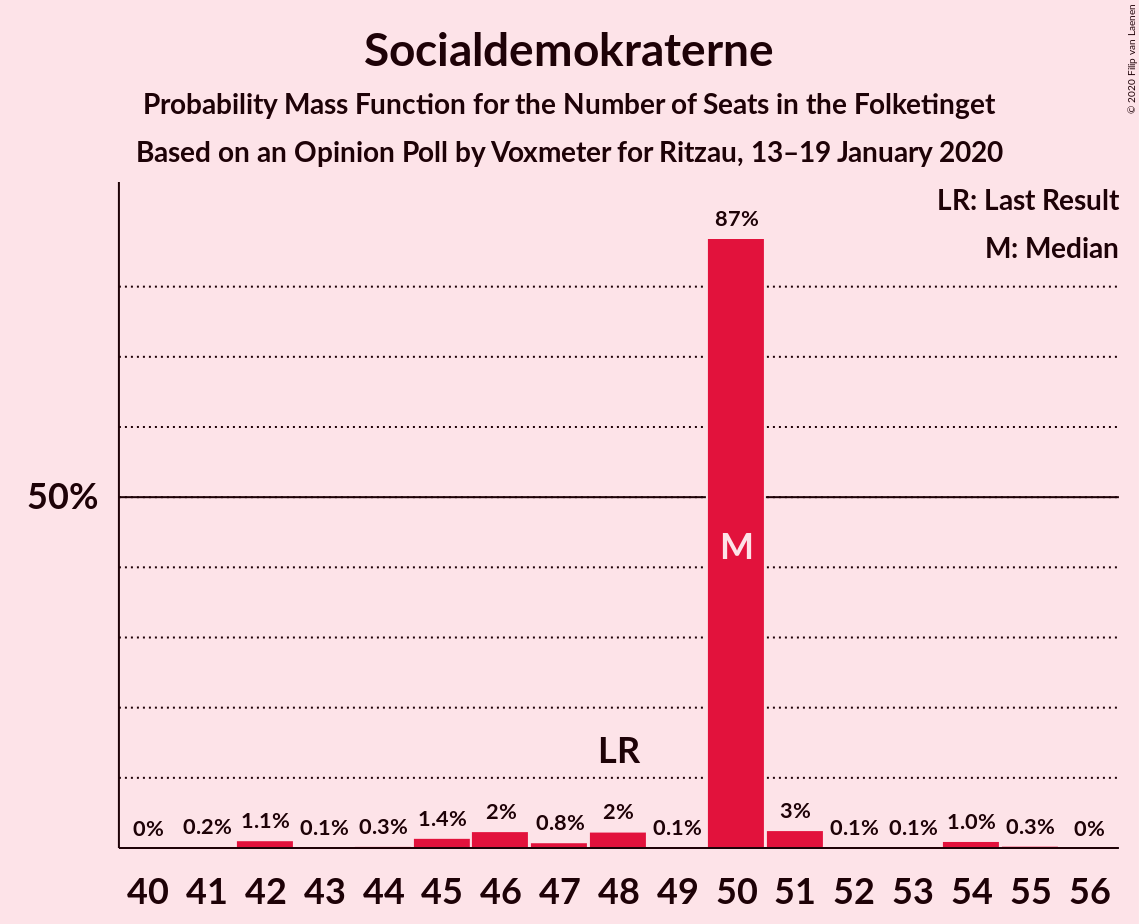 Socialdemokraterne
Probability Mass Function for the Number of Seats in the Folketinget
Based on an Opinion Poll by Voxmeter for Ritzau, 13–19 January 2020
© 2020 Filip van Laenen
LR: Last Result
M: Median
87%
50%
M
LR
0% 0.2% 1.1% 0.1% 0.3% 1.4% 2% 0.8% 2% 0.1% 3% 0.1% 0.1% 1.0% 0.3% 0%
40 41 42 43 44 45 46 47 48 49 50 51 52 53 54 55 56